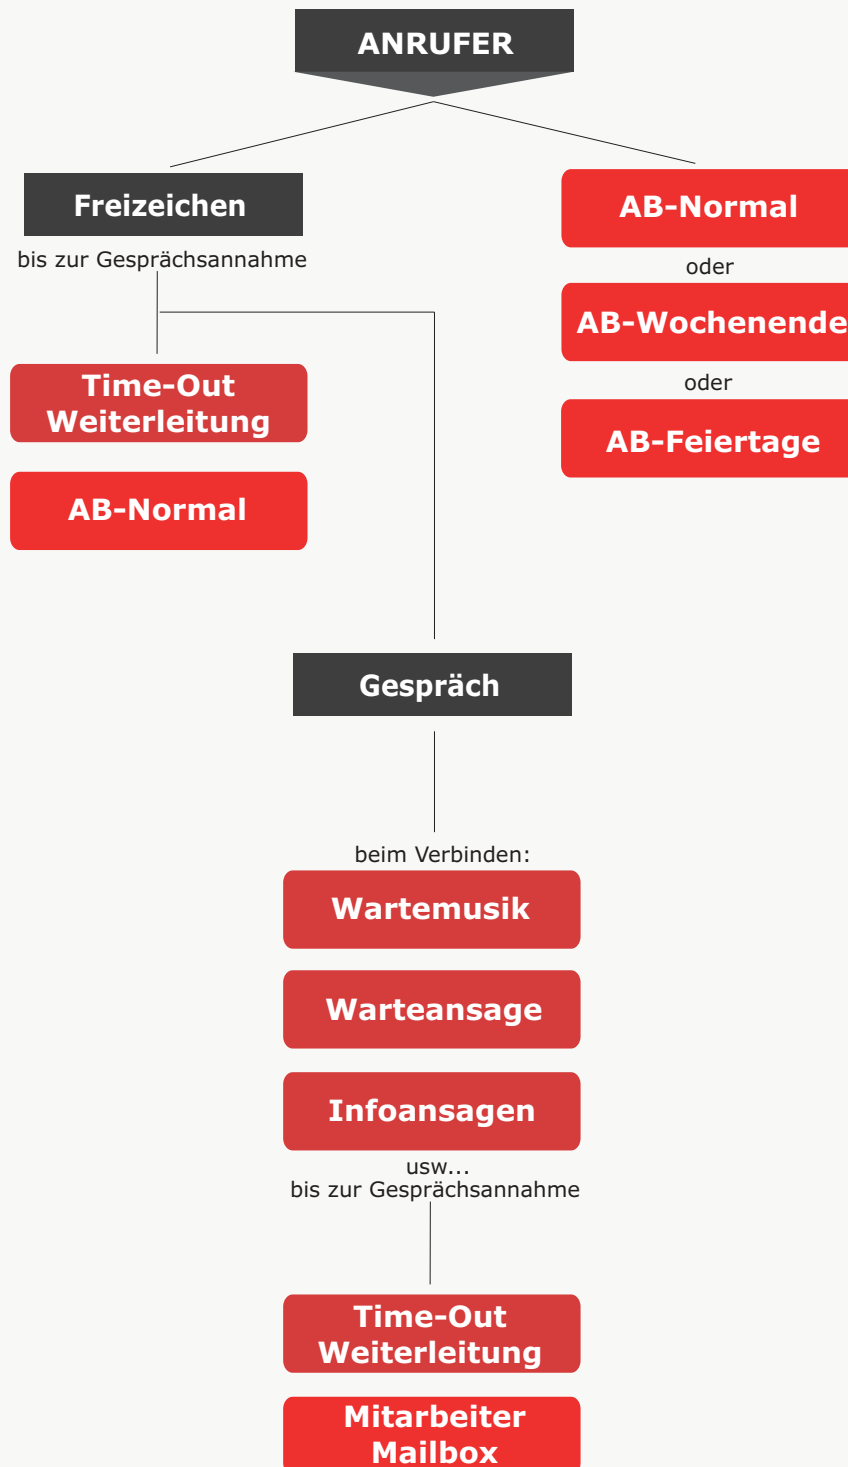 ANRUFER
Freizeichen
bis zur Gesprächsannahme
Time-Out
Weiterleitung
AB-Normal
AB-Normal
oder
AB-Wochenende
oder
AB-Feiertage
Gespräch
beim Verbinden:
Wartemusik
Warteansage
Infoansagen
usw...
bis zur Gesprächsannahme
Time-Out
Weiterleitung
Mitarbeiter
Mailbox